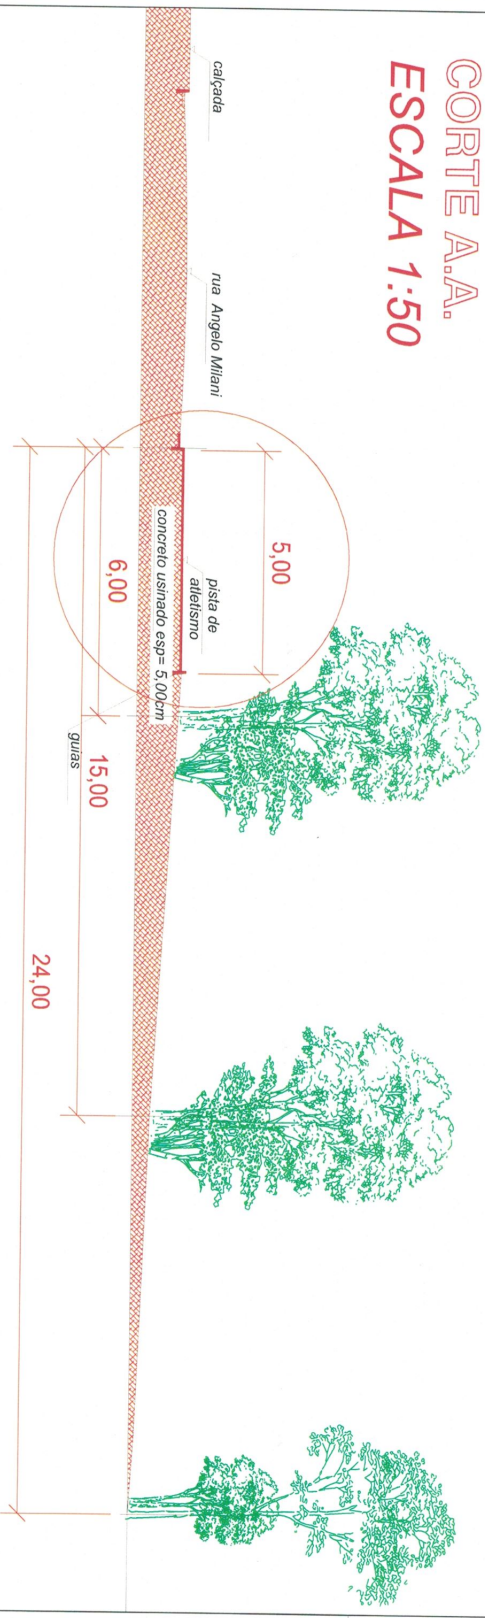 CORTE A.A.
ESCALA 1:50
calçada
rua Angelo Milani
5,00
pista de
atletismo
concreto usinado esp= 5.00cm
6,00
guias
15,00
24,00